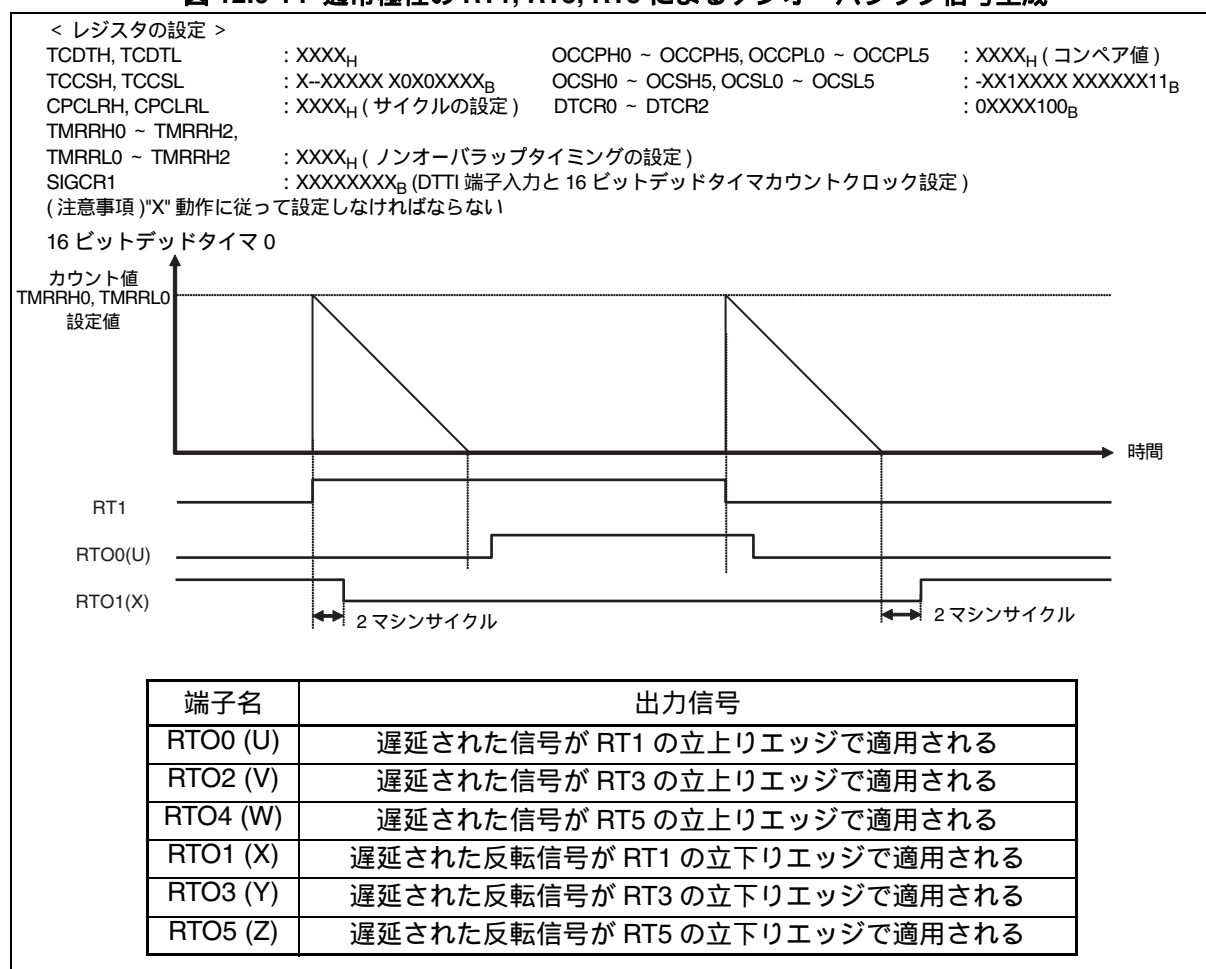 < レジスタの設定 >
TCDTH, TCDTL : XXXXH OCCPH0 ~ OCCPH5, OCCPL0 ~ OCCPL5 : XXXXH ( コンペア値 )
TCCSH, TCCSL : X--XXXXX X0X0XXXXB OCSH0 ~ OCSH5, OCSL0 ~ OCSL5 : -XX1XXXX XXXXXX11B
CPCLRH, CPCLRL : XXXXH ( サイクルの設定 ) DTCR0 ~ DTCR2 : 0XXXX100B
TMRRH0 ~ TMRRH2,
TMRRL0 ~ TMRRH2 : XXXXH ( ノンオーバラップタイミングの設定 )
SIGCR1 : XXXXXXXXB (DTTI 端子入力と 16 ビットデッドタイマカウントクロック設定 )
( 注意事項 )"X" 動作に従って設定しなければならない
16 ビットデッドタイマ 0
カウント値
TMRRH0, TMRRL0
設定値
時間
RT1
RTO0(U)
RTO1(X)
2 マシンサイクル 2 マシンサイクル
端子名 出力信号
RTO0 (U) 遅延された信号が RT1 の立上りエッジで適用される
RTO2 (V) 遅延された信号が RT3 の立上りエッジで適用される
RTO4 (W) 遅延された信号が RT5 の立上りエッジで適用される
RTO1 (X) 遅延された反転信号が RT1 の立下りエッジで適用される
RTO3 (Y) 遅延された反転信号が RT3 の立下りエッジで適用される
RTO5 (Z) 遅延された反転信号が RT5 の立下りエッジで適用される